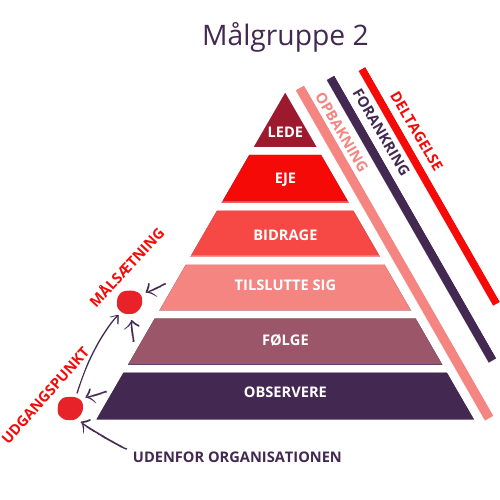 Målgruppe 2
LEDE
EJE
BIDRAGE
TILSLUTTE SIG
FØLGE
OBSERVERE
OPBAKNING
FORANKRING
DELTAGELSE
MÅLSÆTNING
UDGANGSPUNKT
UDENFOR ORGANISATIONEN